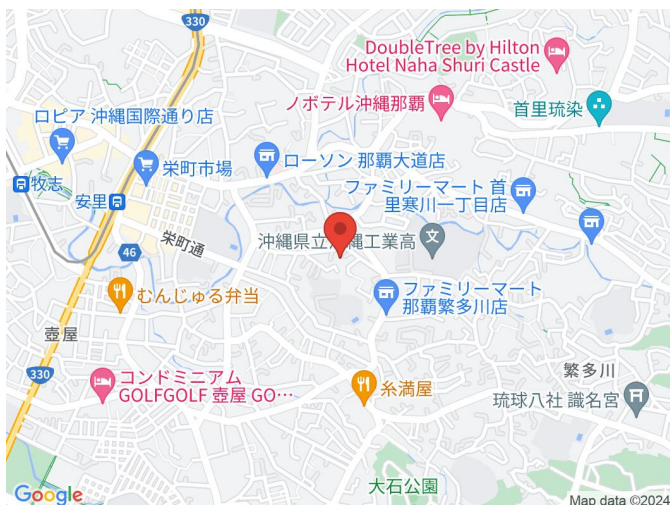 330
DoubleTree by Hilton
Hotel Naha Shuri Castle
ノボテル沖縄那覇
首里琉染
ロピア 沖縄国際通り店
栄町市場
ローソン 那覇大道店
牧志
安里
ファミリーマート 首
里寒川一丁目店
栄町通
46
沖縄県立
縄工業高
むんじゅる弁当
ファミリーマート
那覇繁多川店
壺屋
330
コンドミニアム
GOLFGOLF 壺屋 GO…
糸満屋
繁多川
琉球八社 識名宮
大石公園
Google
Map data ©2024